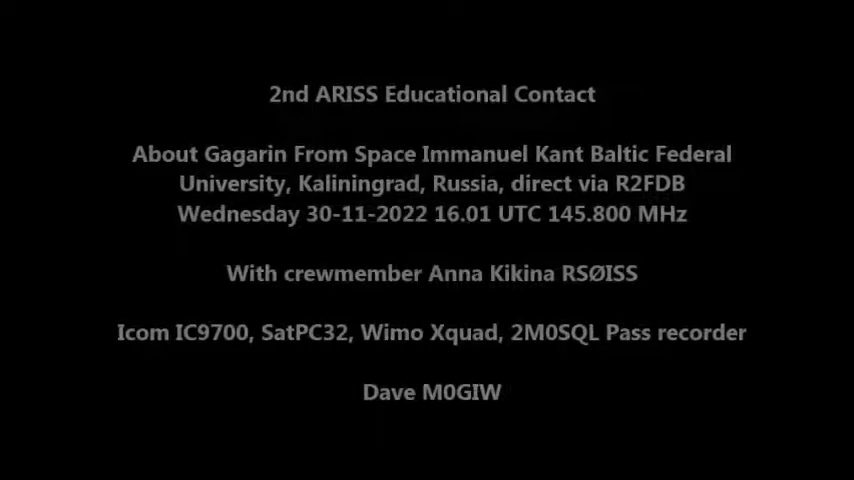 2nd ARISS Educational Contact
About Gagarin From Space Immanuel Kant Baltic Federal
University, Kaliningrad, Russia, direct via R2FDB
Wednesday 30-11-2022 16.01 UTC 145.800 MHz
With crewmember Anna Kikina RSØISS
Icom IC9700, SatPC32, Wimo Xquad, 2M0SQL Pass recorder
Dave M0GIW